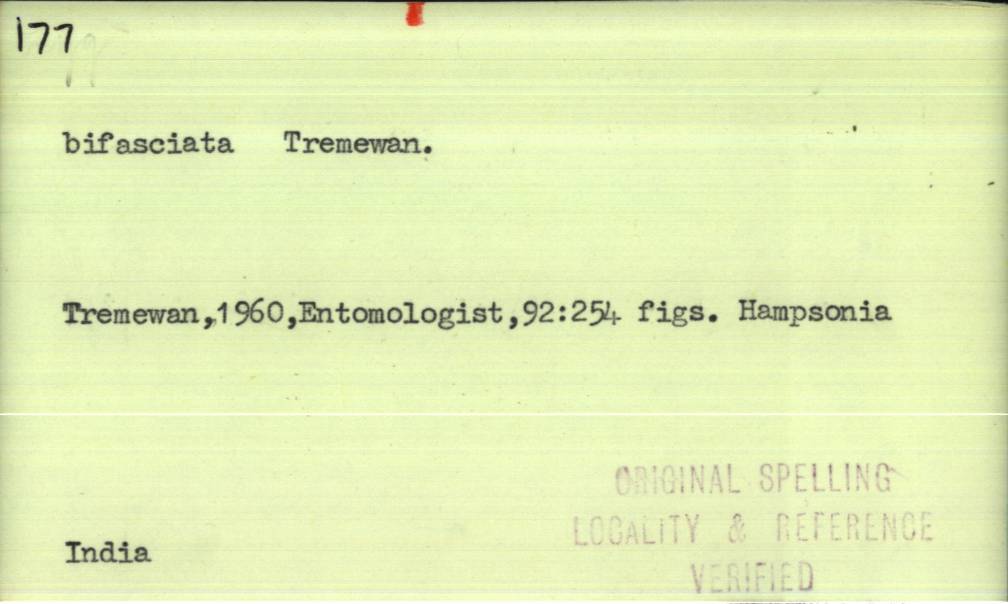 177
bifasciata Tremewan.
Tremewan,1960,Entomologist,92:254 figs. Hampsonia
India
ORIGINAL SPELLING
LOCALITY & REFERENCE
VERIFIED